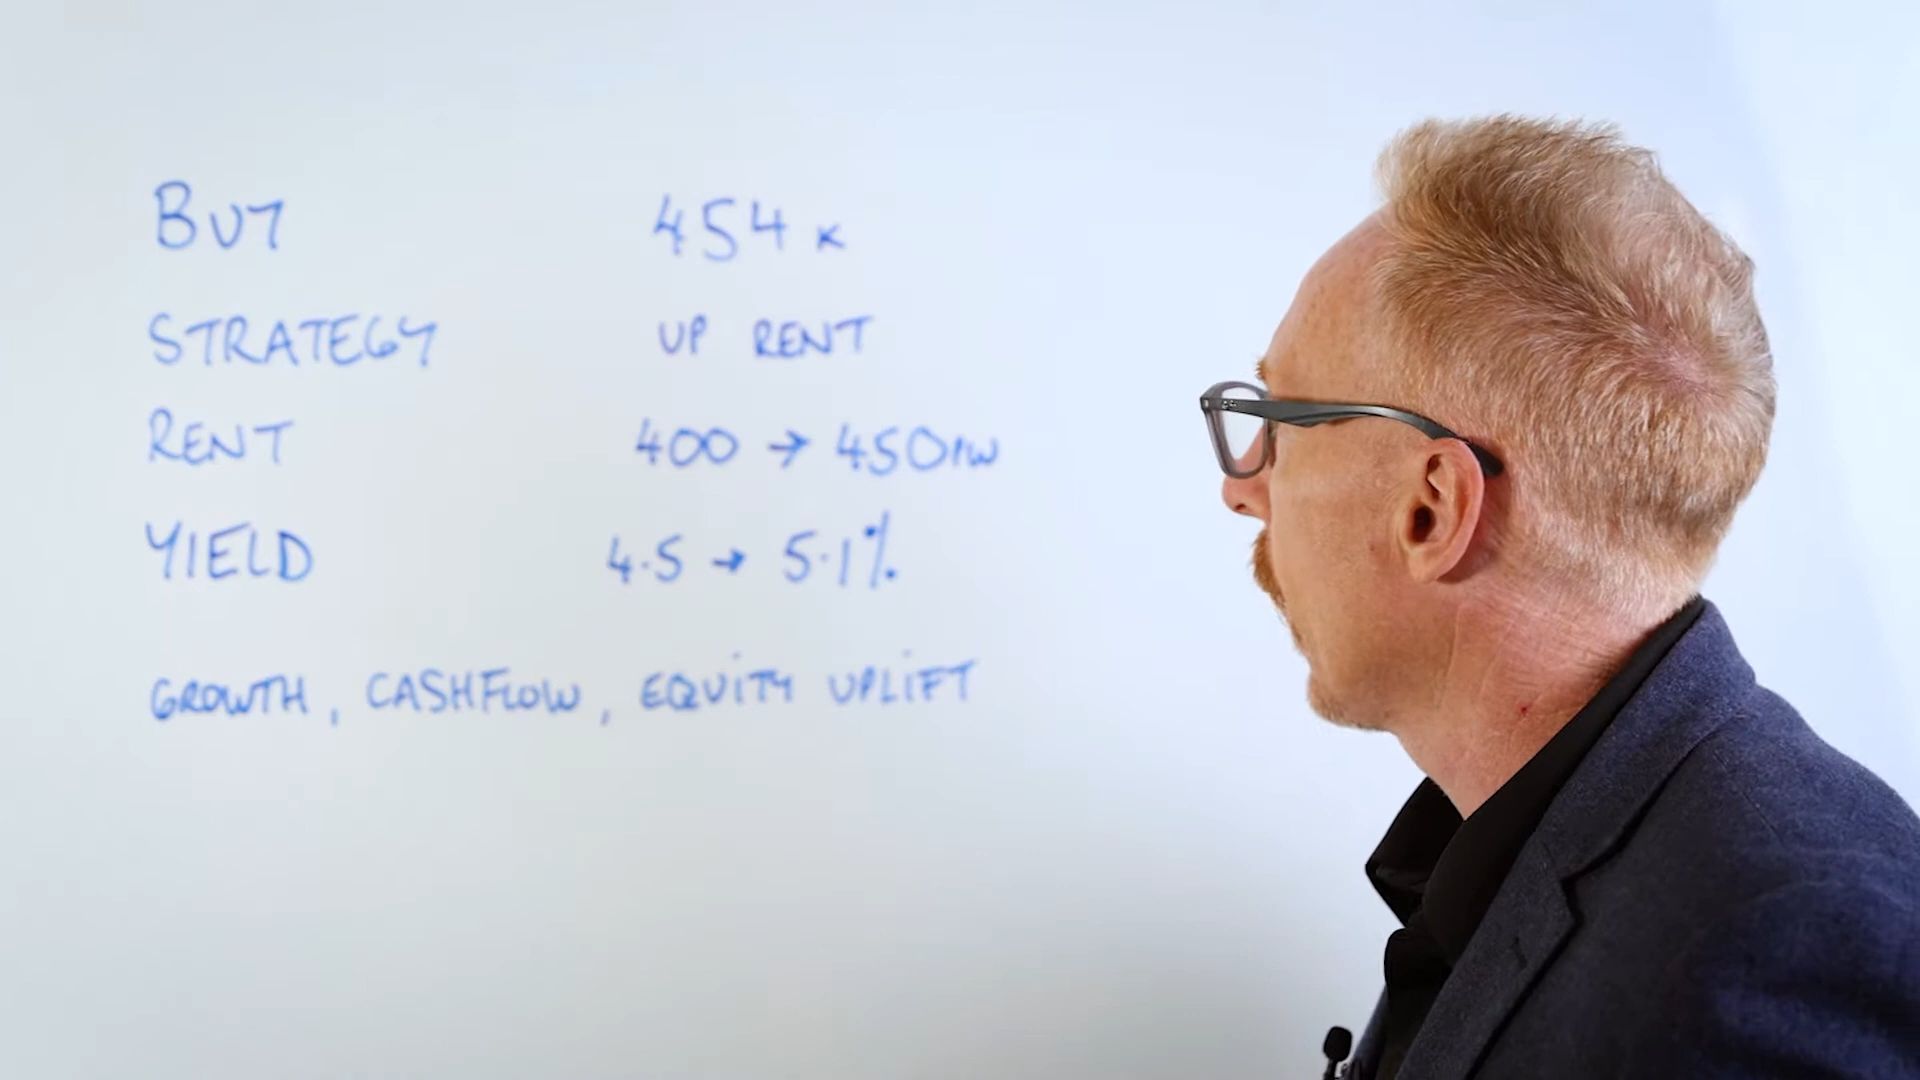 BUY 454K
STRATEGY UP RENT
RENT 400 → 450PW
YIELD 4.5 → 5.1%
GROWTH, CASHFLOW, EQUITY UPLIFT